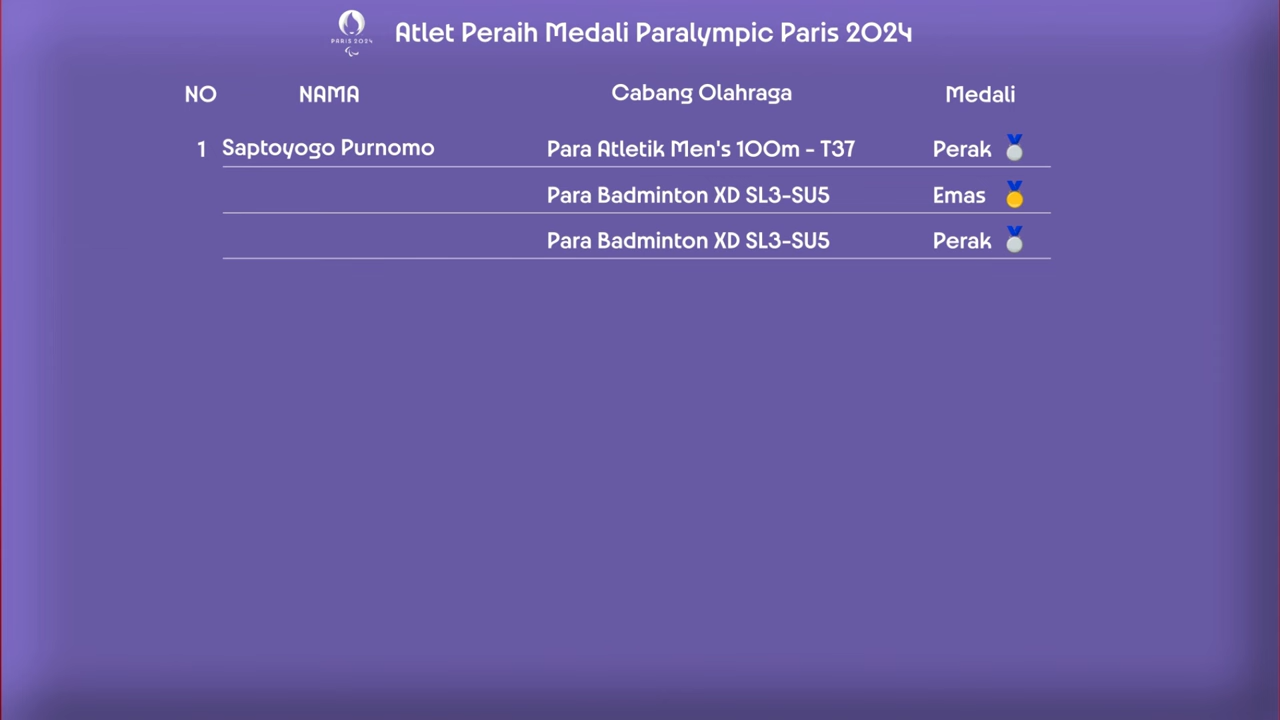 PARIS 2024
Atlet Peraih Medali Paralympic Paris 2024
NO NAMA Cabang Olahraga Medali
1 Saptoyogo Purnomo Para Atletik Men's 100m - T37 Perak
Para Badminton XD SL3-SU5 Emas
Para Badminton XD SL3-SU5 Perak